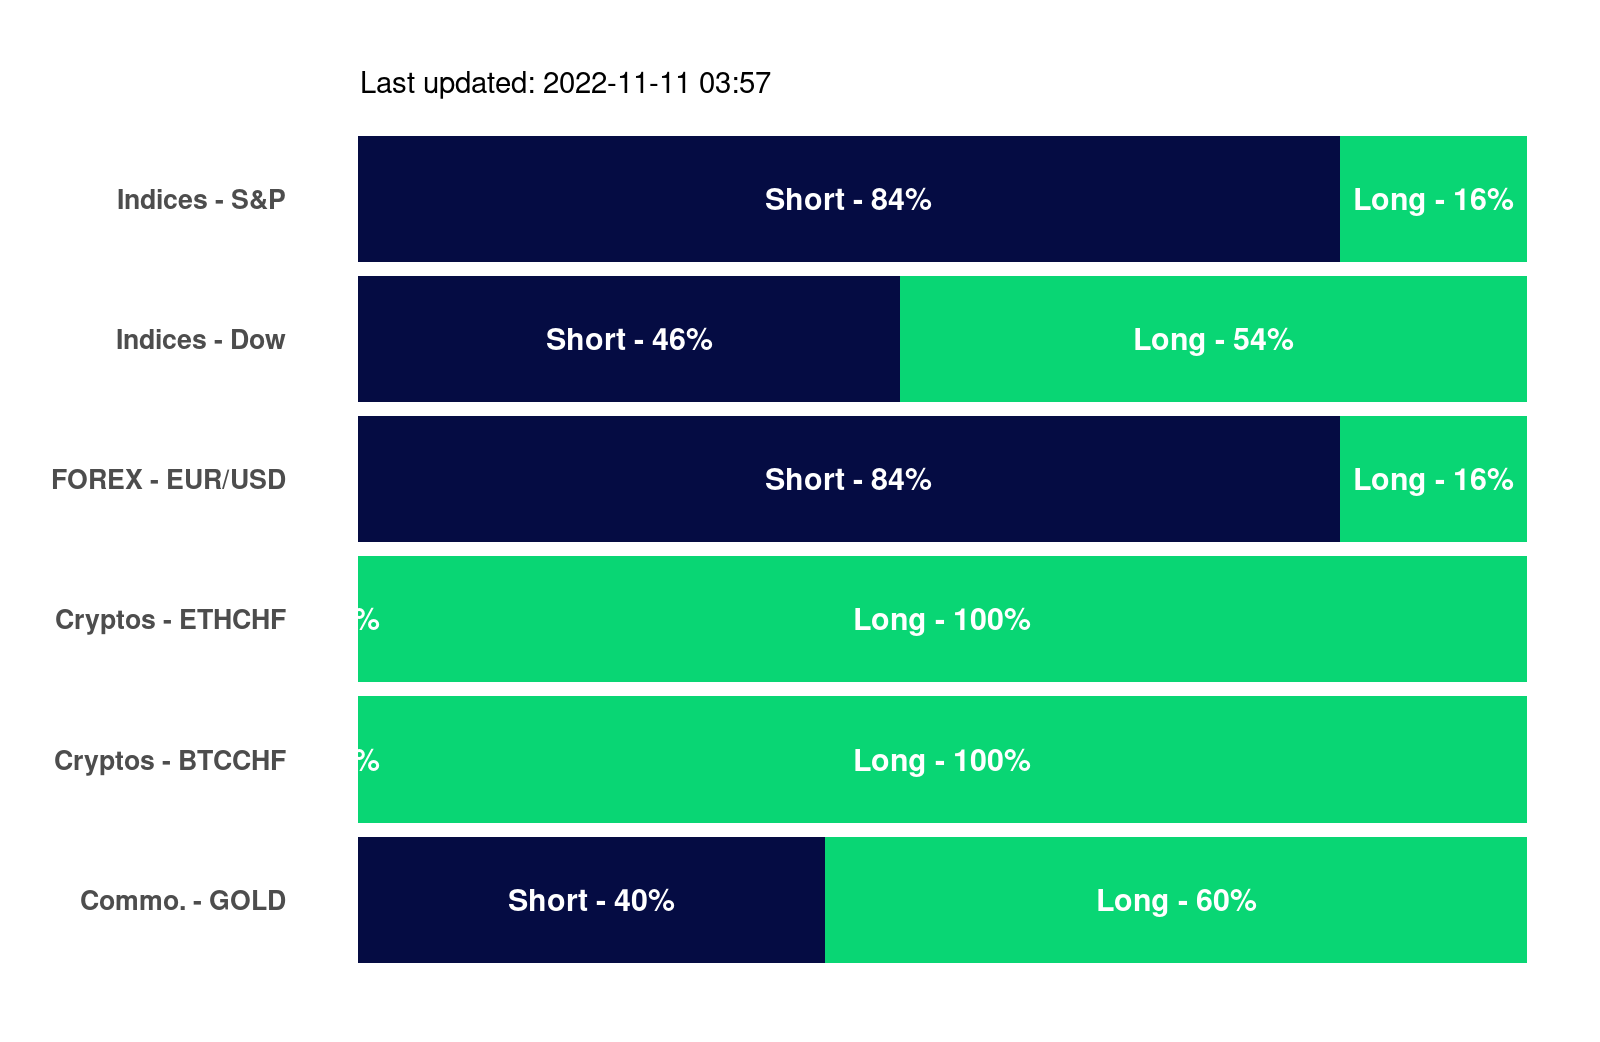 Last updated: 2022-11-11 03:57
Indices - S&P Short - 84% Long - 16%
Indices - Dow Short - 46% Long - 54%
FOREX - EUR/USD Short - 84% Long - 16%
Cryptos - ETHCHF % Long - 100%
Cryptos - BTCCHF % Long - 100%
Commo. - GOLD Short - 40% Long - 60%